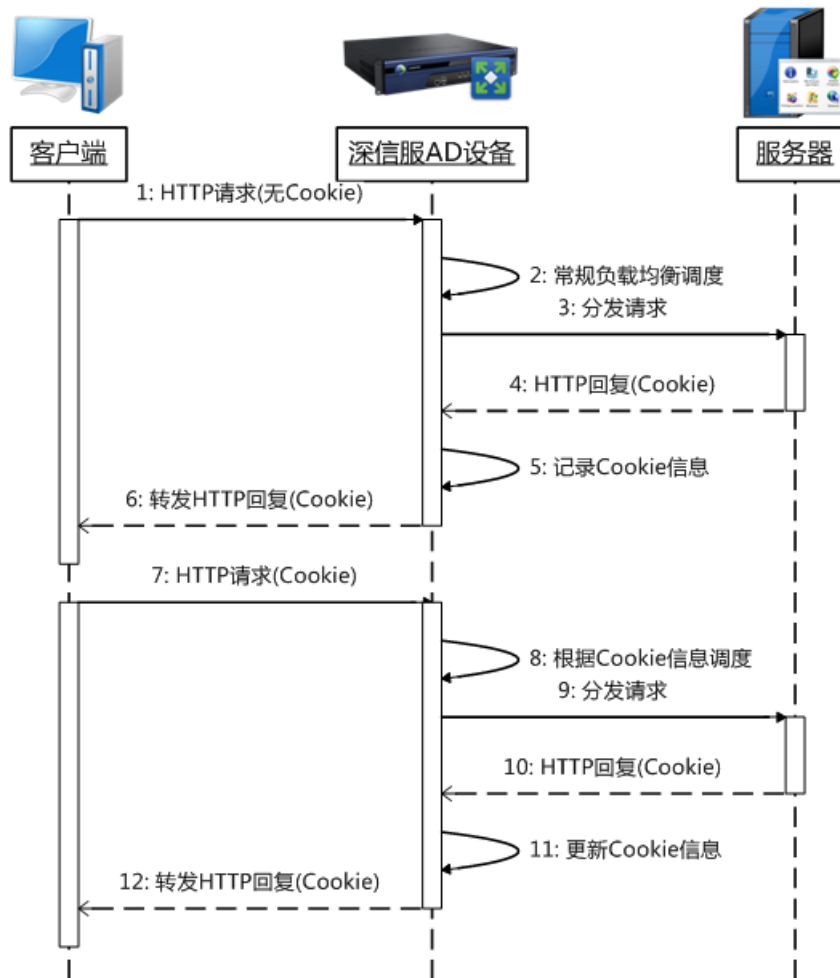 客户端
深信服AD设备
服务器
1: HTTP请求(无Cookie)
2: 常规负载均衡调度
3: 分发请求
4: HTTP回复(Cookie)
5: 记录Cookie信息
6: 转发HTTP回复(Cookie)
7: HTTP请求(Cookie)
8: 根据Cookie信息调度
9: 分发请求
10: HTTP回复(Cookie)
11: 更新Cookie信息
12: 转发HTTP回复(Cookie)